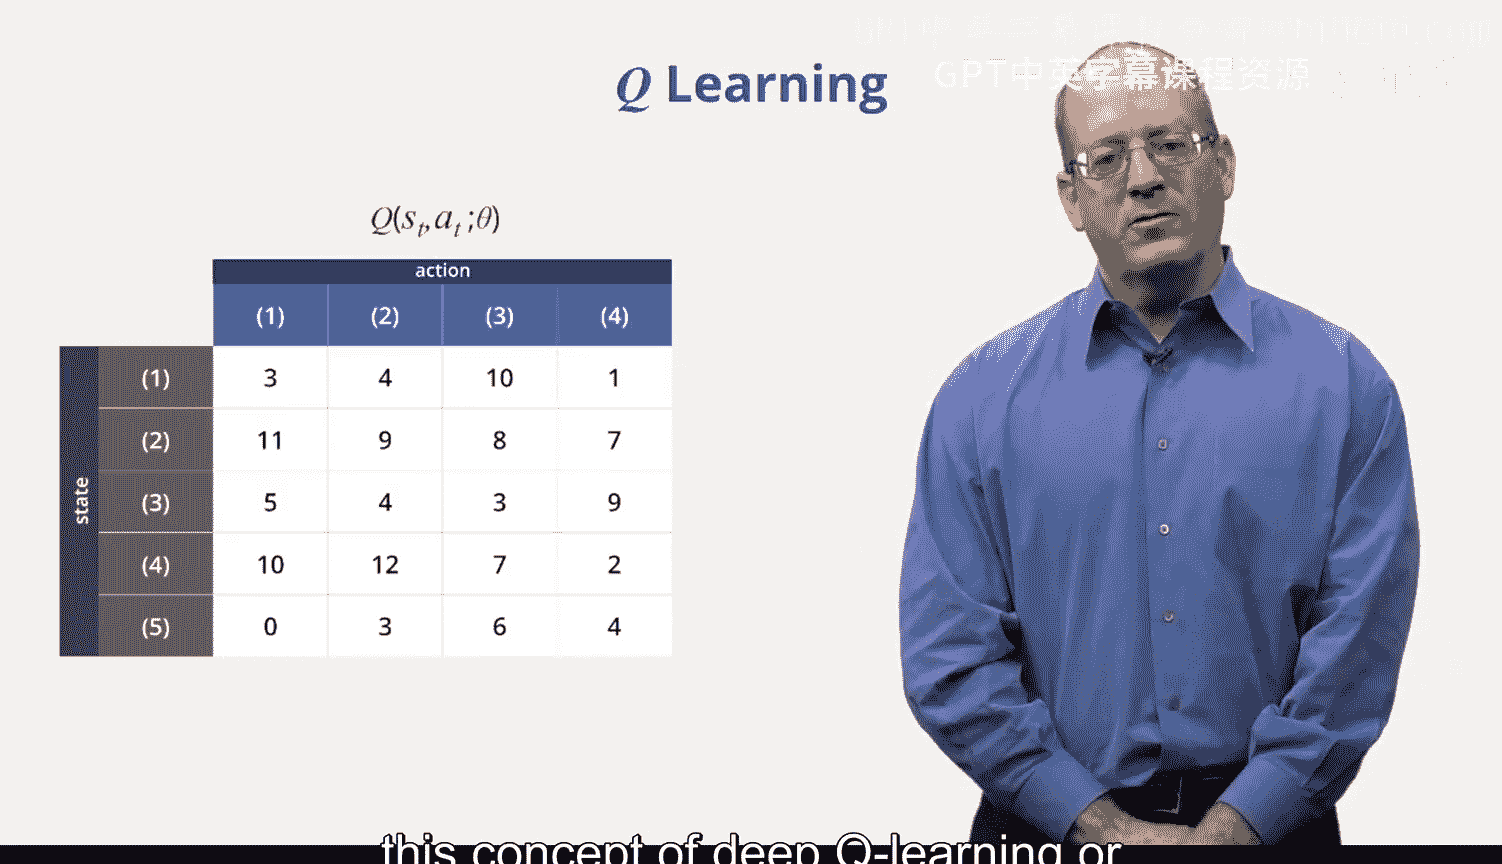 GPT中英字幕课程资源
Q Learning
Q(s_t, a_t; θ)
action
(1) (2) (3) (4)
state
(1) 3 4 10 1
(2) 11 9 8 7
(3) 5 4 3 9
(4) 10 12 7 2
(5) 0 3 6 4
this concept of deep Q-learning or